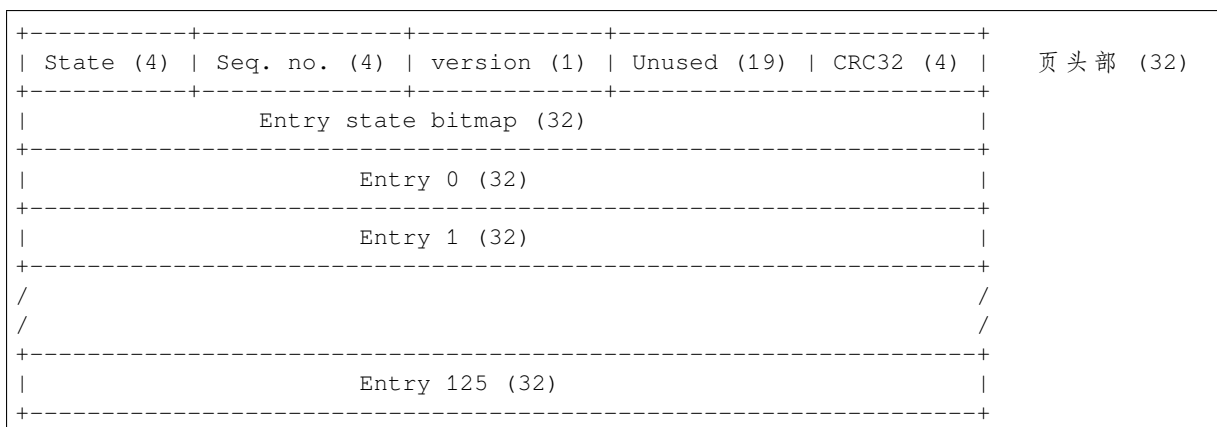 +-----------+--------------+-------------+-------------------------+
| State (4) | Seq. no. (4) | version (1) | Unused (19) | CRC32 (4) | 页头部 (32)
+-----------+--------------+-------------+-------------------------+
| Entry state bitmap (32) |
+------------------------------------------------------------------+
| Entry 0 (32) |
+------------------------------------------------------------------+
| Entry 1 (32) |
+------------------------------------------------------------------+
/ /
/ /
+------------------------------------------------------------------+
| Entry 125 (32) |
+------------------------------------------------------------------+